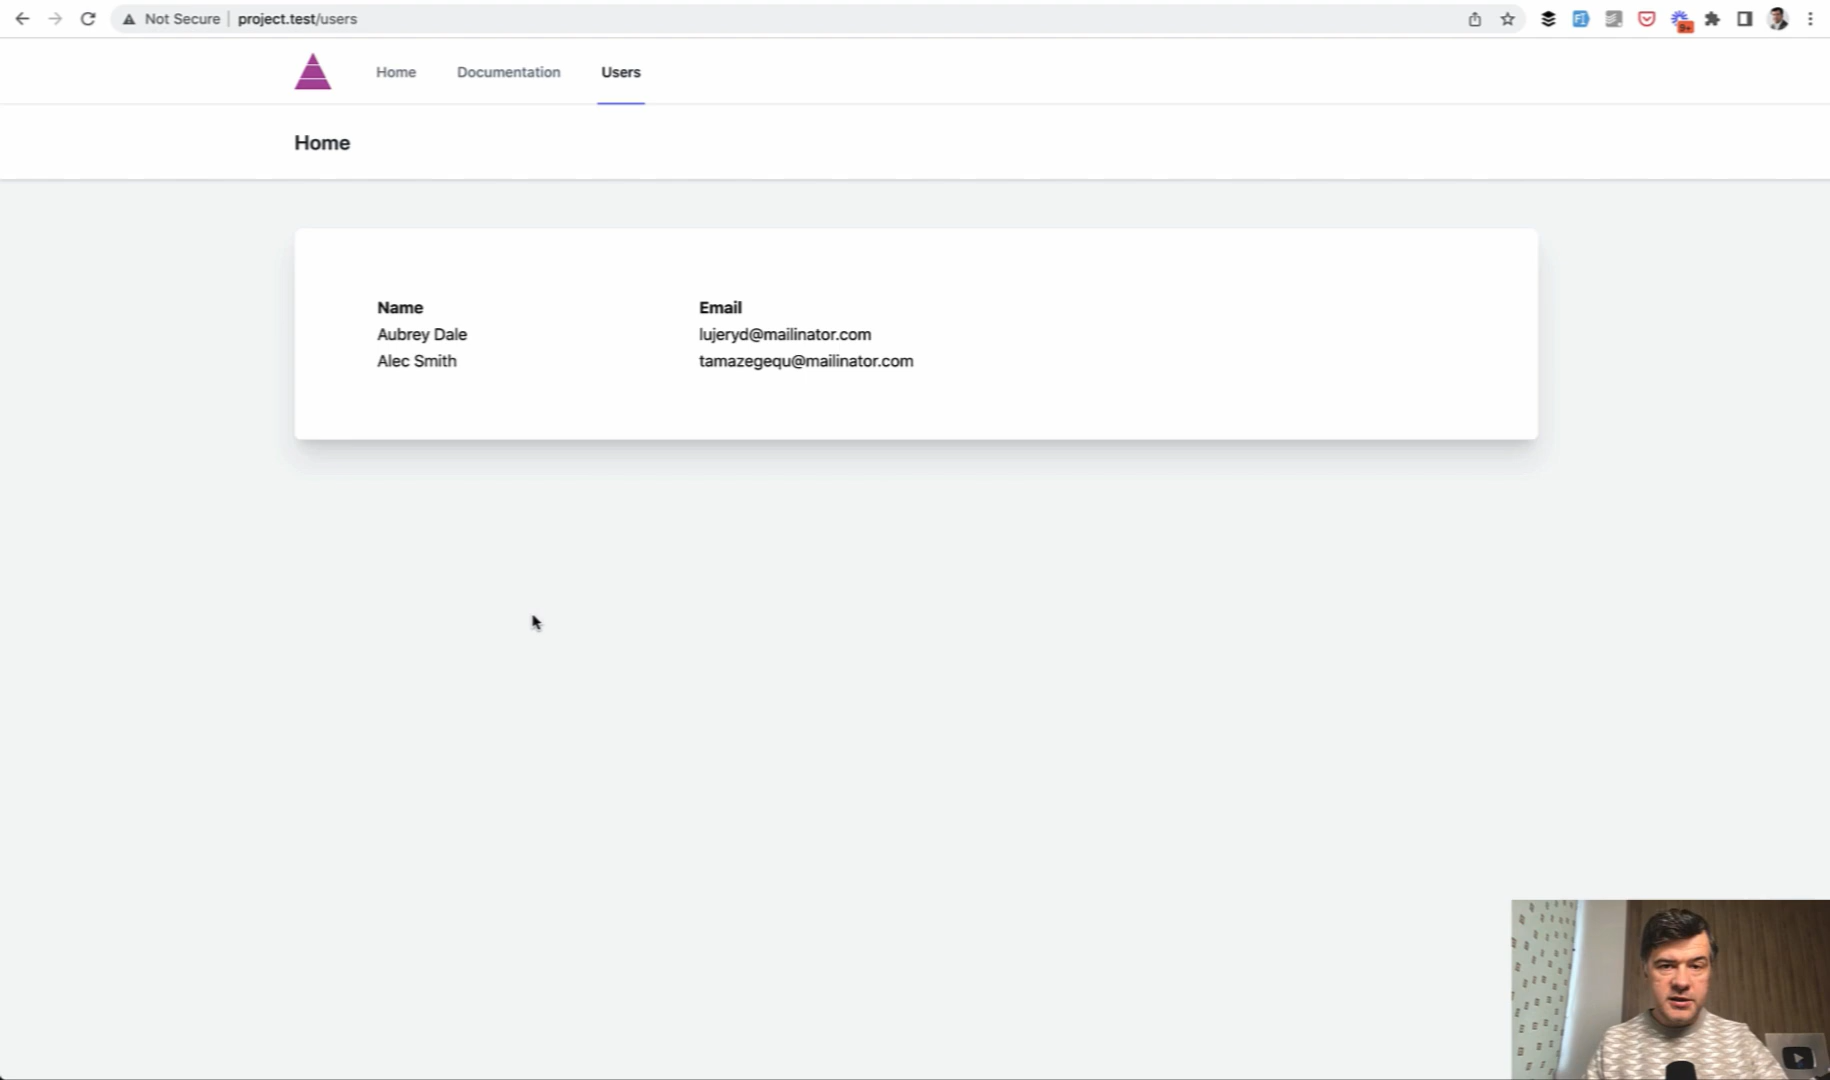 Not Secure | project.test/users
9+
Home Documentation Users
Home
Name Email
Aubrey Dale lujeryd@mailinator.com
Alec Smith tamazegequ@mailinator.com